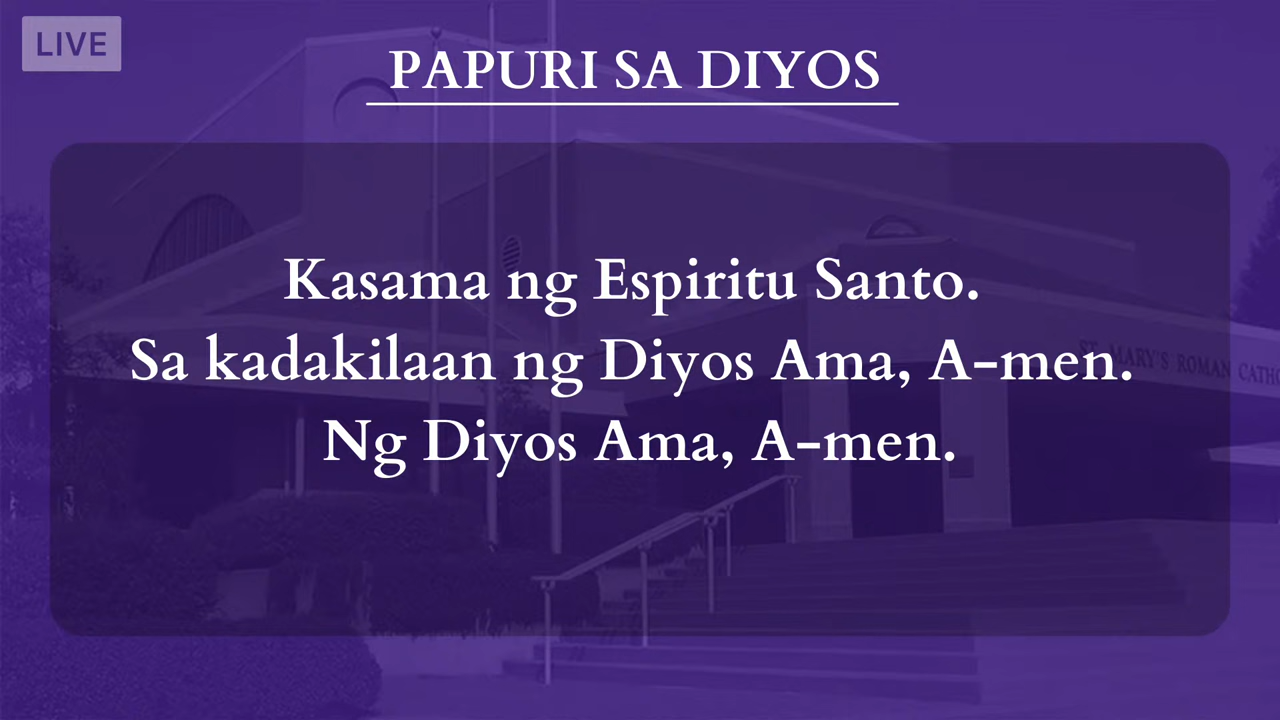 LIVE
PAPURI SA DIYOS
Kasama ng Espiritu Santo.
Sa kadakilaan ng Diyos Ama, A-men.
ST. MARY'S ROMAN CATHO
Ng Diyos Ama, A-men.